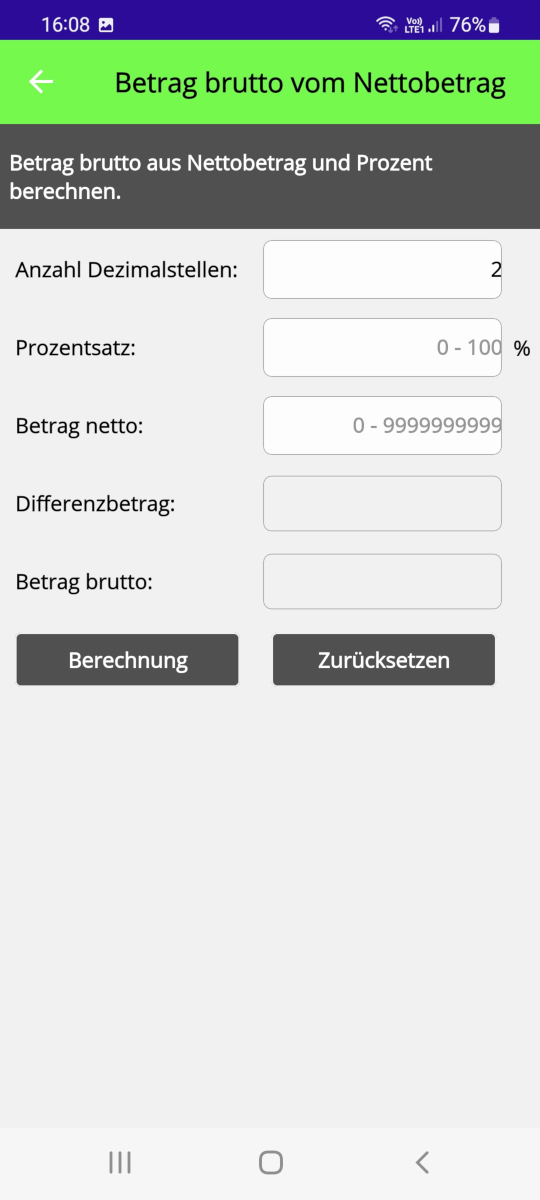 16:08 Vo)) LTE1 76%
Betrag brutto vom Nettobetrag
Betrag brutto aus Nettobetrag und Prozent
berechnen.
Anzahl Dezimalstellen: 2
Prozentsatz: 0 - 100 %
Betrag netto: 0 - 9999999999
Differenzbetrag:
Betrag brutto:
Berechnung Zurücksetzen